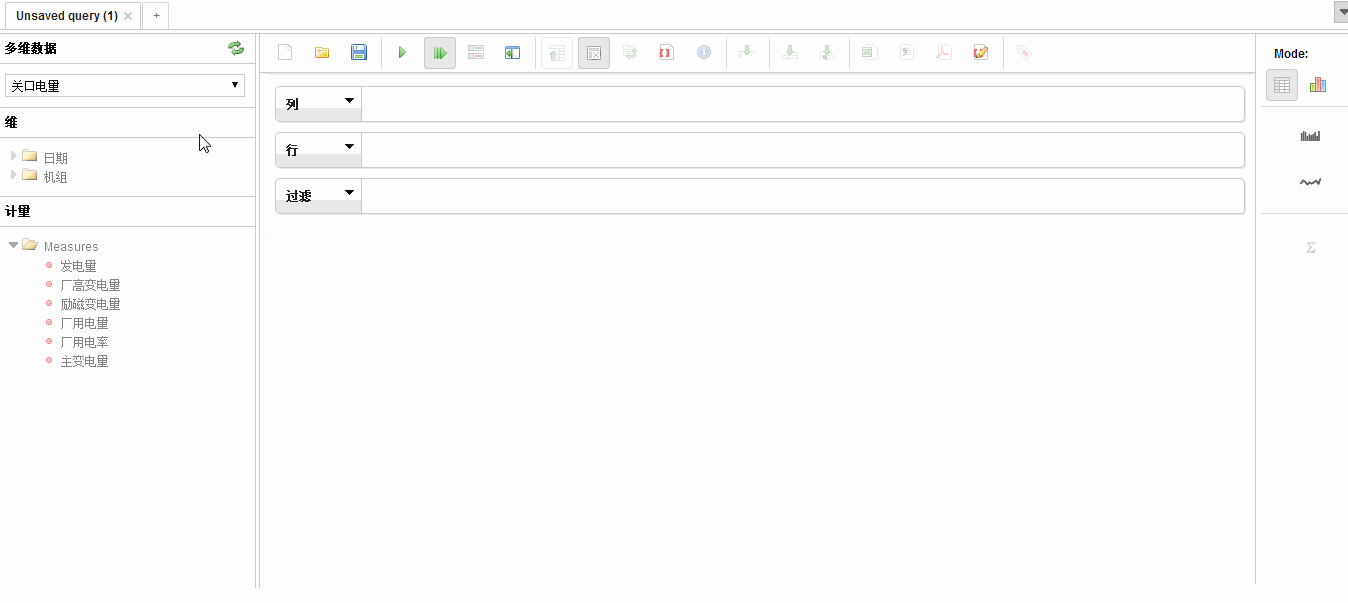 Unsaved query (1) × +
多维数据
关口电量
维
日期
机组
计量
Measures
发电量
厂高变电量
励磁变电量
厂用电量
厂用电率
主变电量
列
行
过滤
Mode:
Σ